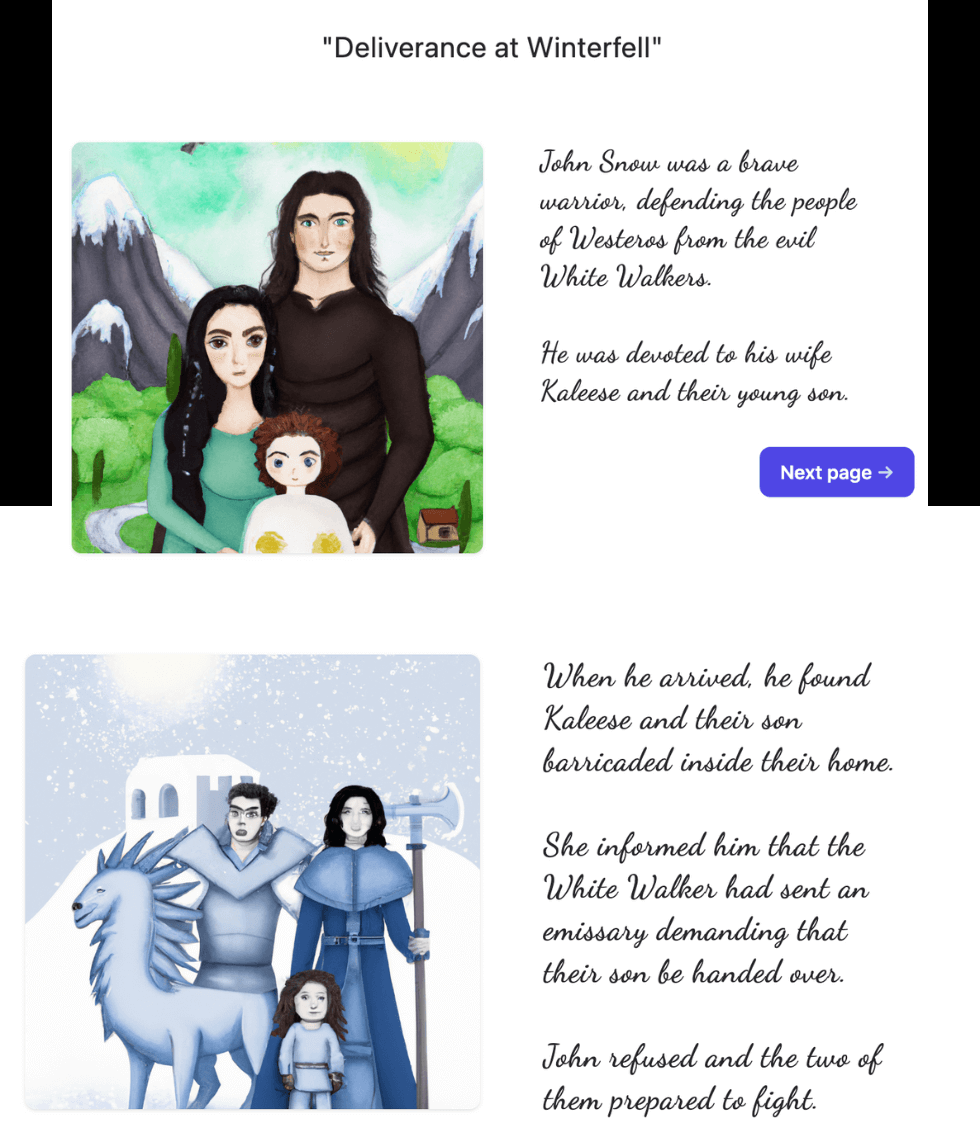 "Deliverance at Winterfell"
John Snow was a brave
warrior, defending the people
of Westeros from the evil
White Walkers.
He was devoted to his wife
Kaleese and their young son.
Next page →
When he arrived, he found
Kaleese and their son
barricaded inside their home.
She informed him that the
White Walker had sent an
emissary demanding that
their son be handed over.
John refused and the two of
them prepared to fight.